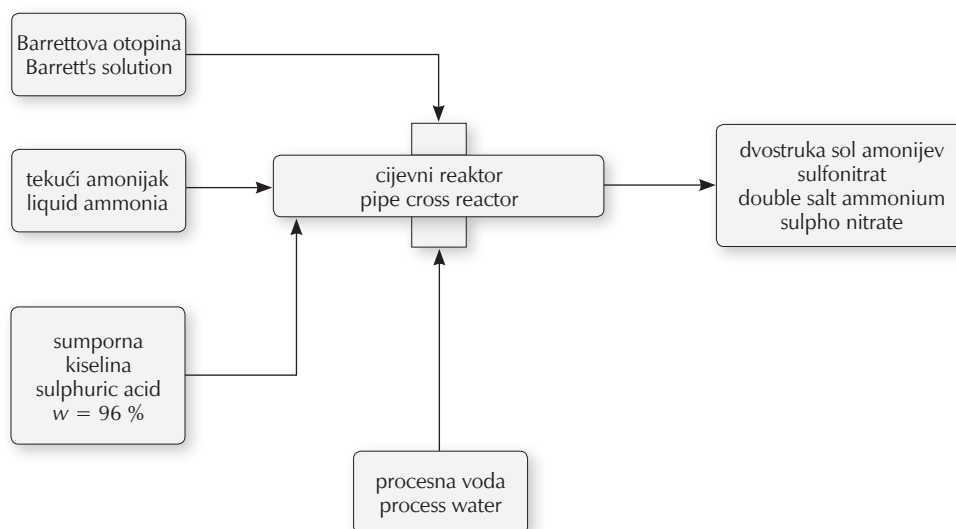 Barrettova otopina
Barrett's solution
tekući amonijak
liquid ammonia
cijevni reaktor
pipe cross reactor
dvostruka sol amonijev
sulfonitrat
double salt ammonium
sulpho nitrate
sumporna
kiselina
sulphuric acid
w = 96 %
procesna voda
process water